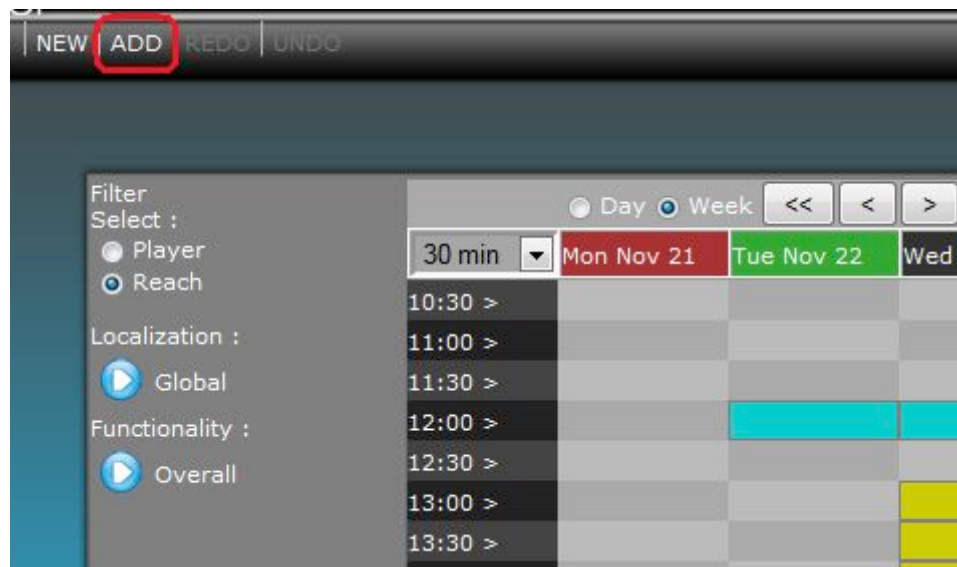 NEW ADD REDO UNDO
Filter
Select :
Player
Reach
Localization :
Global
Functionality :
Overall
Day Week << < >
30 min Mon Nov 21 Tue Nov 22 Wed
10:30 >
11:00 >
11:30 >
12:00 >
12:30 >
13:00 >
13:30 >